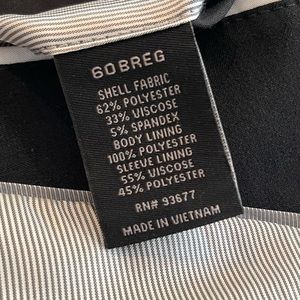 60BREG
SHELL FABRIC
62% POLYESTER
33% VISCOSE
5% SPANDEX
BODY LINING
100% POLYESTER
SLEEVE LINING
55% VISCOSE
45% POLYESTER
RN# 93677
MADE IN VIETNAM